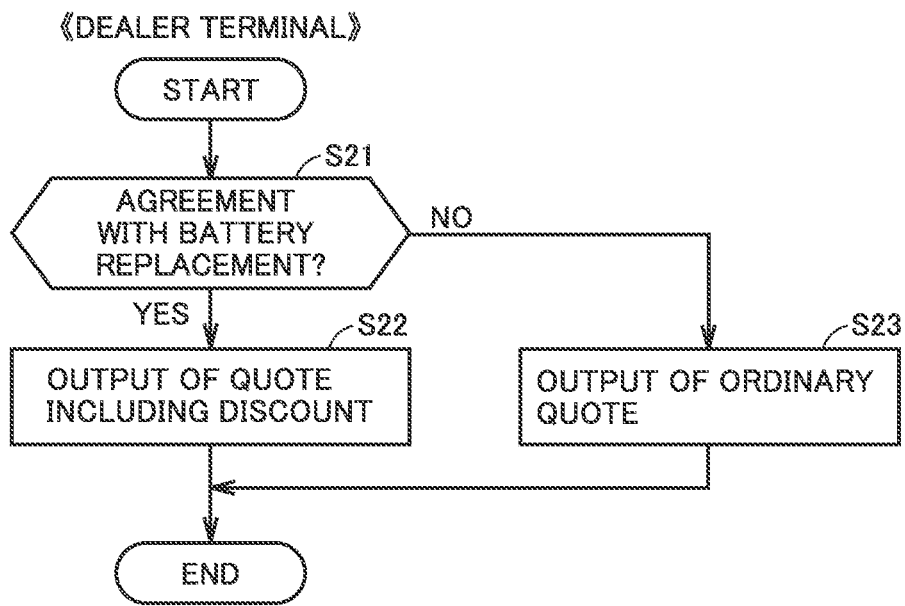 《DEALER TERMINAL》
START
S21
AGREEMENT
WITH BATTERY
REPLACEMENT?
NO
YES
S22
OUTPUT OF QUOTE
INCLUDING DISCOUNT
S23
OUTPUT OF ORDINARY
QUOTE
END